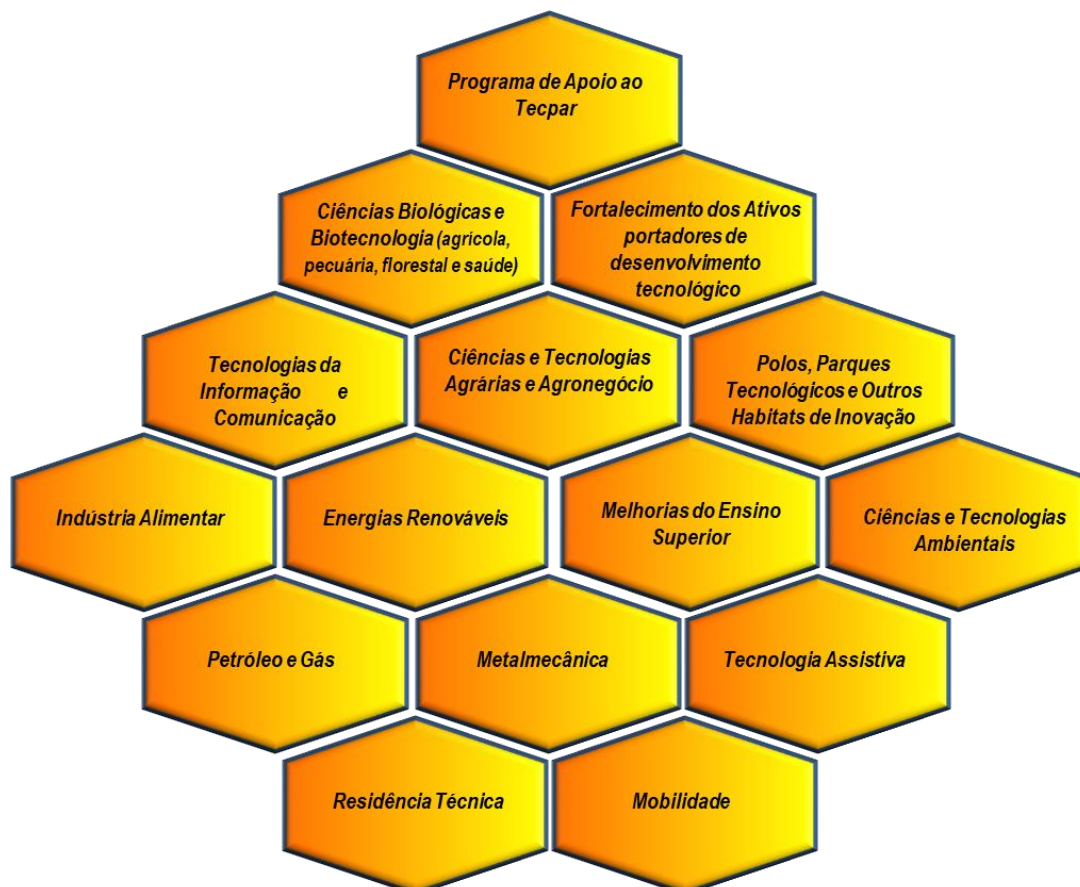 Programa de Apoio ao
Tecpar
Ciências Biológicas e
Biotecnologia (agrícola,
pecuária, florestal e saúde)
Fortalecimento dos Ativos
portadores de
desenvolvimento
tecnológico
Tecnologias da
Informação e
Comunicação
Ciências e Tecnologias
Agrárias e Agronegócio
Polos, Parques
Tecnológicos e Outros
Habitats de Inovação
Indústria Alimentar
Energias Renováveis
Melhorias do Ensino
Superior
Ciências e Tecnologias
Ambientais
Petróleo e Gás
Metalmecânica
Tecnologia Assistiva
Residência Técnica
Mobilidade